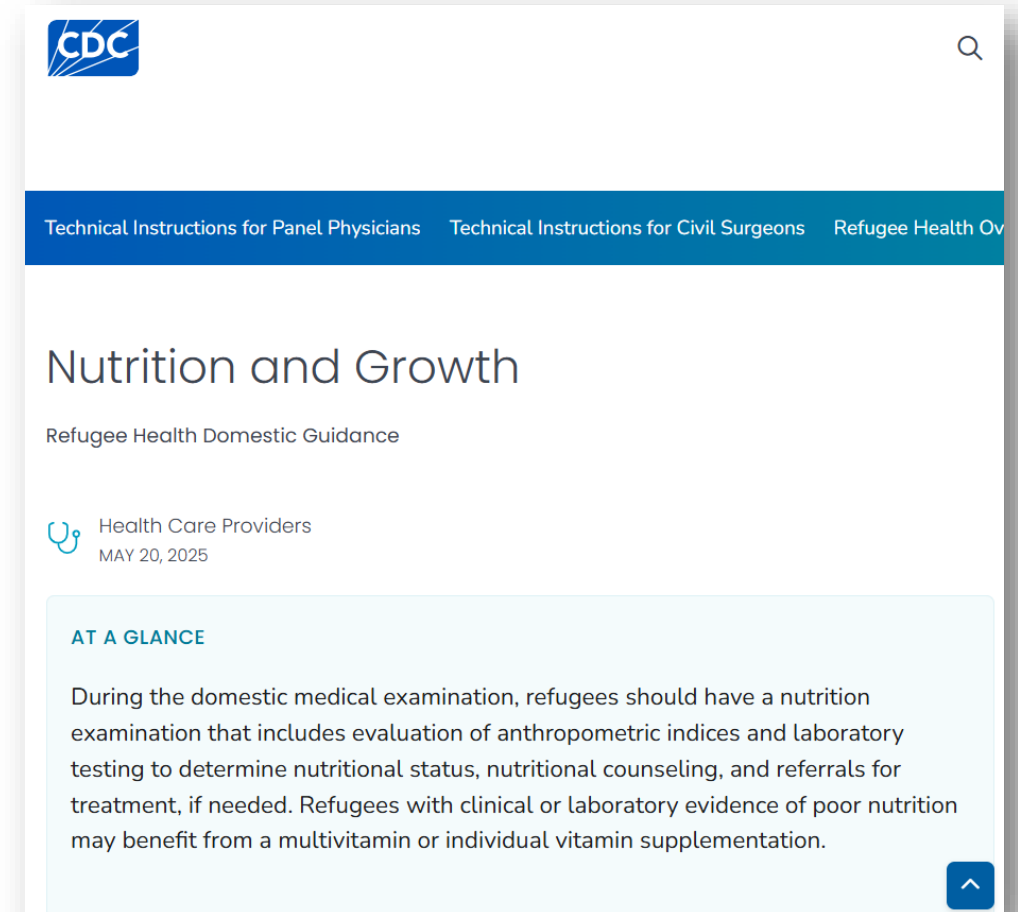 CDC
Technical Instructions for Panel Physicians Technical Instructions for Civil Surgeons Refugee Health Ov
Nutrition and Growth
Refugee Health Domestic Guidance
Health Care Providers
MAY 20, 2025
AT A GLANCE
During the domestic medical examination, refugees should have a nutrition
examination that includes evaluation of anthropometric indices and laboratory
testing to determine nutritional status, nutritional counseling, and referrals for
treatment, if needed. Refugees with clinical or laboratory evidence of poor nutrition
may benefit from a multivitamin or individual vitamin supplementation.